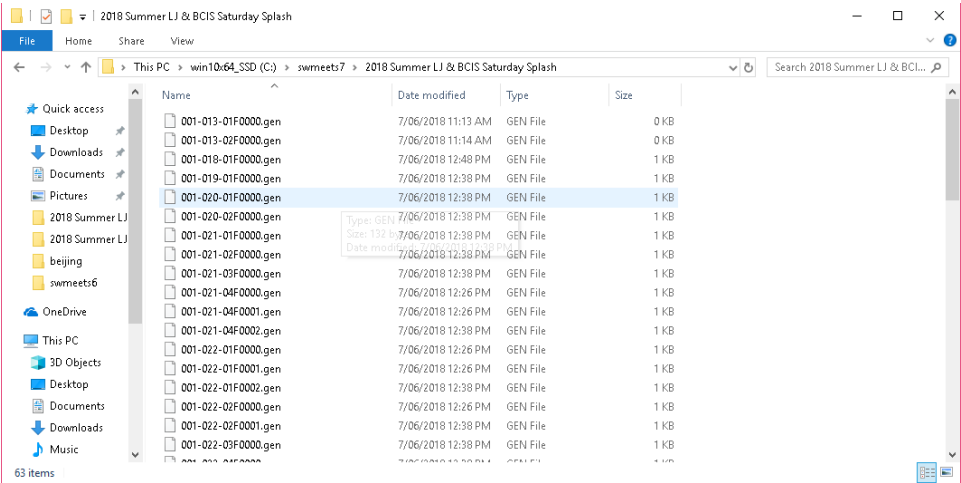 2018 Summer LJ & BCIS Saturday Splash
File Home Share View
This PC > win10x64_SSD (C:) > swmeets7 > 2018 Summer LJ & BCIS Saturday Splash
Search 2018 Summer LJ & BCI...
Name Date modified Type Size
Quick access
Desktop
Downloads
Documents
Pictures
2018 Summer LJ
2018 Summer LJ
beijing
swmeets6
OneDrive
This PC
3D Objects
Desktop
Documents
Downloads
Music
001-013-01F0000.gen 7/06/2018 11:13 AM GEN File 0 KB
001-013-02F0000.gen 7/06/2018 11:14 AM GEN File 0 KB
001-018-01F0000.gen 7/06/2018 12:48 PM GEN File 1 KB
001-019-01F0000.gen 7/06/2018 12:38 PM GEN File 1 KB
001-020-01F0000.gen 7/06/2018 12:38 PM GEN File 1 KB
001-020-02F0000.gen 7/06/2018 12:38 PM GEN File 1 KB
001-021-01F0000.gen 7/06/2018 12:38 PM GEN File 1 KB
001-021-02F0000.gen 7/06/2018 12:38 PM GEN File 1 KB
001-021-03F0000.gen 7/06/2018 12:38 PM GEN File 1 KB
001-021-04F0001.gen 7/06/2018 12:26 PM GEN File 1 KB
001-021-04F0002.gen 7/06/2018 12:38 PM GEN File 1 KB
001-022-01F0000.gen 7/06/2018 12:26 PM GEN File 1 KB
001-022-01F0001.gen 7/06/2018 12:26 PM GEN File 1 KB
001-022-01F0002.gen 7/06/2018 12:38 PM GEN File 1 KB
001-022-02F0000.gen 7/06/2018 12:26 PM GEN File 1 KB
001-022-02F0001.gen 7/06/2018 12:38 PM GEN File 1 KB
001-022-03F0000.gen 7/06/2018 12:38 PM GEN File 1 KB
Type: GEN
Size: 132
Date modified: 7/06/2018 12:38 PM
63 items